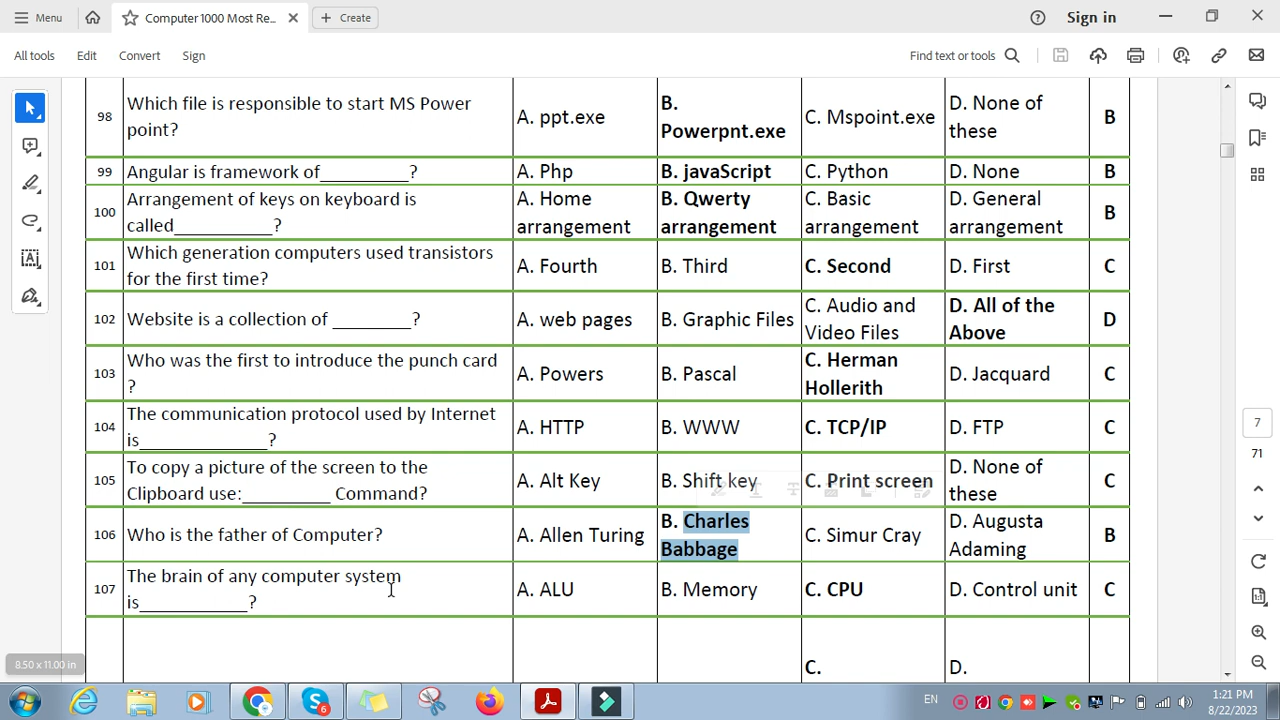 Menu
Computer 1000 Most Re...
Create
Sign in
All tools
Edit
Convert
Sign
Find text or tools
98
Which file is responsible to start MS Power
point?
A. ppt.exe
B.
Powerpnt.exe
C. Mspoint.exe
D. None of
these
B
99
Angular is framework of_________?
A. Php
B. javaScript
C. Python
D. None
B
100
Arrangement of keys on keyboard is
called__________?
A. Home
arrangement
B. Qwerty
arrangement
C. Basic
arrangement
D. General
arrangement
B
101
Which generation computers used transistors
for the first time?
A. Fourth
B. Third
C. Second
D. First
C
102
Website is a collection of ________?
A. web pages
B. Graphic Files
C. Audio and
Video Files
D. All of the
Above
D
103
Who was the first to introduce the punch card
?
A. Powers
B. Pascal
C. Herman
Hollerith
D. Jacquard
C
104
The communication protocol used by Internet
is_____________?
A. HTTP
B. WWW
C. TCP/IP
D. FTP
C
105
To copy a picture of the screen to the
Clipboard use:_________ Command?
A. Alt Key
B. Shift key
C. Print screen
D. None of
these
C
106
Who is the father of Computer?
A. Allen Turing
B. Charles
Babbage
C. Simur Cray
D. Augusta
Adaming
B
107
The brain of any computer system
is___________?
A. ALU
B. Memory
C. CPU
D. Control unit
C
C.
D.
7
71
1:1
8.50 x 11.00 in
6
EN
1:21 PM
8/22/2023